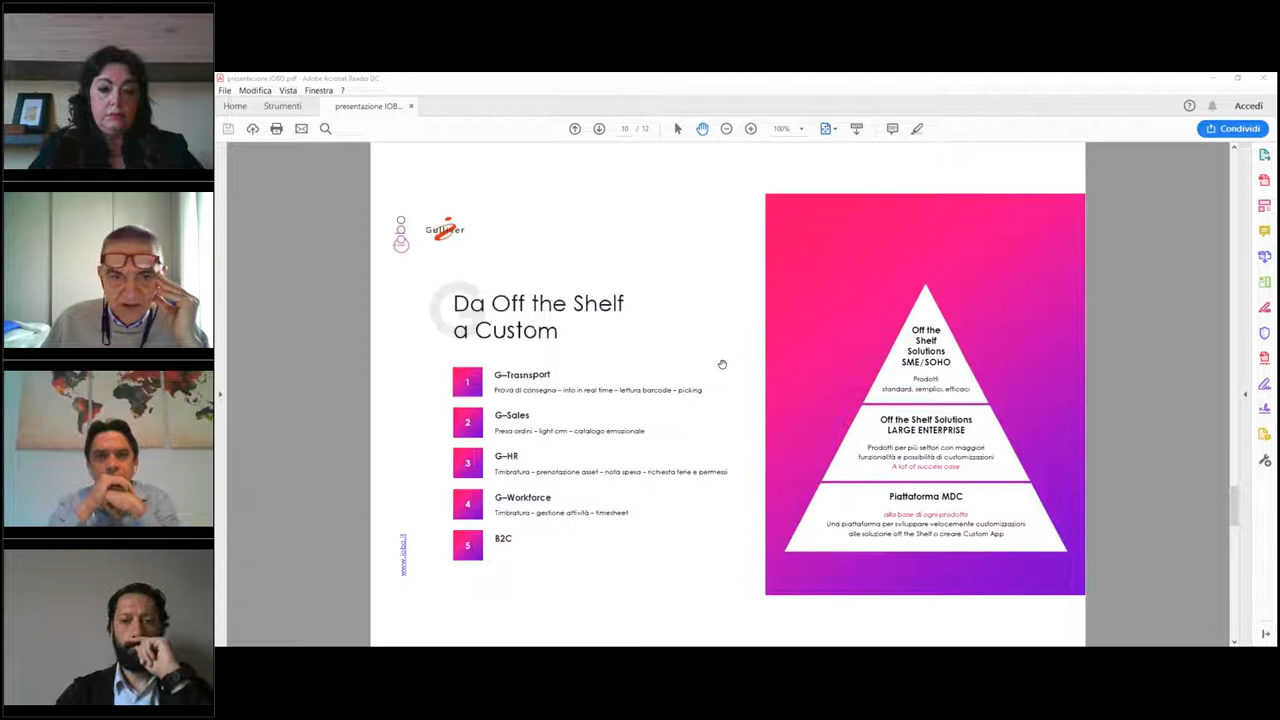 presentazione IOBO.pdf - Adobe Acrobat Reader DC
File Modifica Vista Finestra ?
Home Strumenti presentazione IOB... × Accedi
10 / 12 100% Condividi
iobo
Gulliver
G
Da Off the Shelf
a Custom
1 G–Trasnsport
Prova di consegna – info in real time – lettura barcode – picking
2 G–Sales
Presa ordini – light crm – catalogo emozionale
3 G–HR
Timbratura – prenotazione asset – nota spesa – richiesta ferie e permessi
4 G–Workforce
Timbratura – gestione attività – timesheet
5 B2C
www.iobo.it
Off the
Shelf
Solutions
SME/SOHO
Prodotti
standard, semplici, efficaci
Off the Shelf Solutions
LARGE ENTERPRISE
Prodotti per più settori con maggiori
funzionalità e possibilità di customizzazioni
A lot of success case
Piattaforma MDC
alla base di ogni prodotto
Una piattaforma per sviluppare velocemente customizzazioni
alle soluzione off the Shelf o creare Custom App